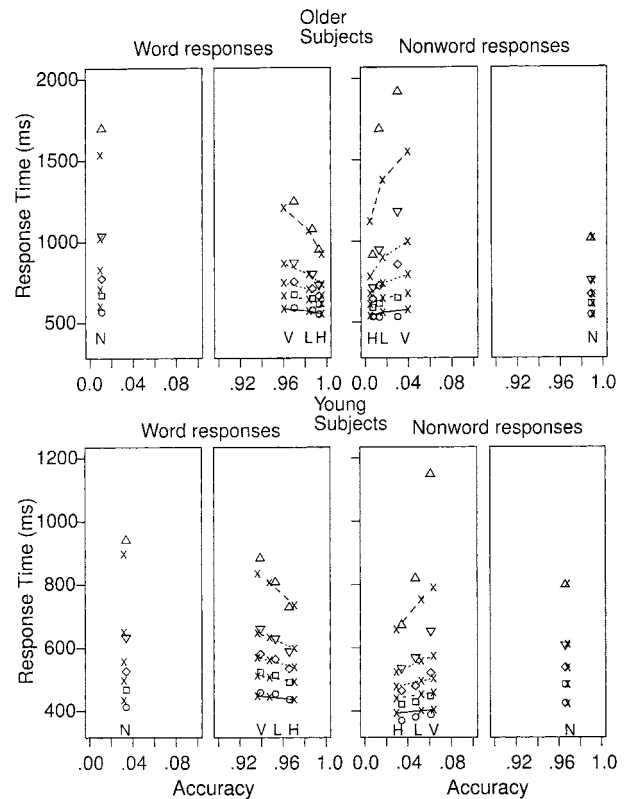 Older
Subjects
Word responses
Nonword responses
Response Time (ms)
2000
1500
1000
500
N
V L H
H L V
N
0.0 .04 .08
.92 .96 1.0
0.0 .04 .08
.92 .96 1.0
Young
Subjects
Word responses
Nonword responses
Response Time (ms)
1200
1000
800
600
400
N
V L H
H L V
N
.00 .04 .08
.92 .96 1.0
.00 .04 .08
.92 .96 1.0
Accuracy
Accuracy